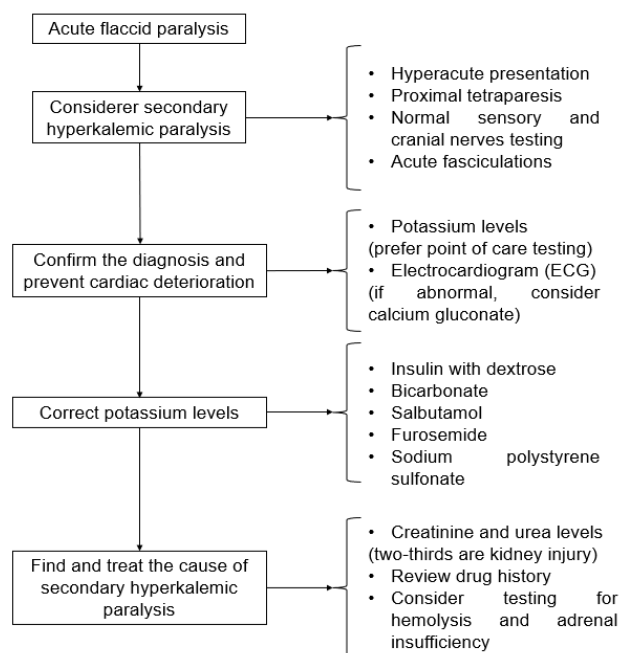 Acute flaccid paralysis
Considerer secondary
hyperkalemic paralysis
• Hyperacute presentation
• Proximal tetraparesis
• Normal sensory and
cranial nerves testing
• Acute fasciculations
Confirm the diagnosis and
prevent cardiac deterioration
• Potassium levels
(prefer point of care testing)
• Electrocardiogram (ECG)
(if abnormal, consider
calcium gluconate)
Correct potassium levels
• Insulin with dextrose
• Bicarbonate
• Salbutamol
• Furosemide
• Sodium polystyrene
sulfonate
Find and treat the cause of
secondary hyperkalemic
paralysis
• Creatinine and urea levels
(two-thirds are kidney injury)
• Review drug history
• Consider testing for
hemolysis and adrenal
insufficiency